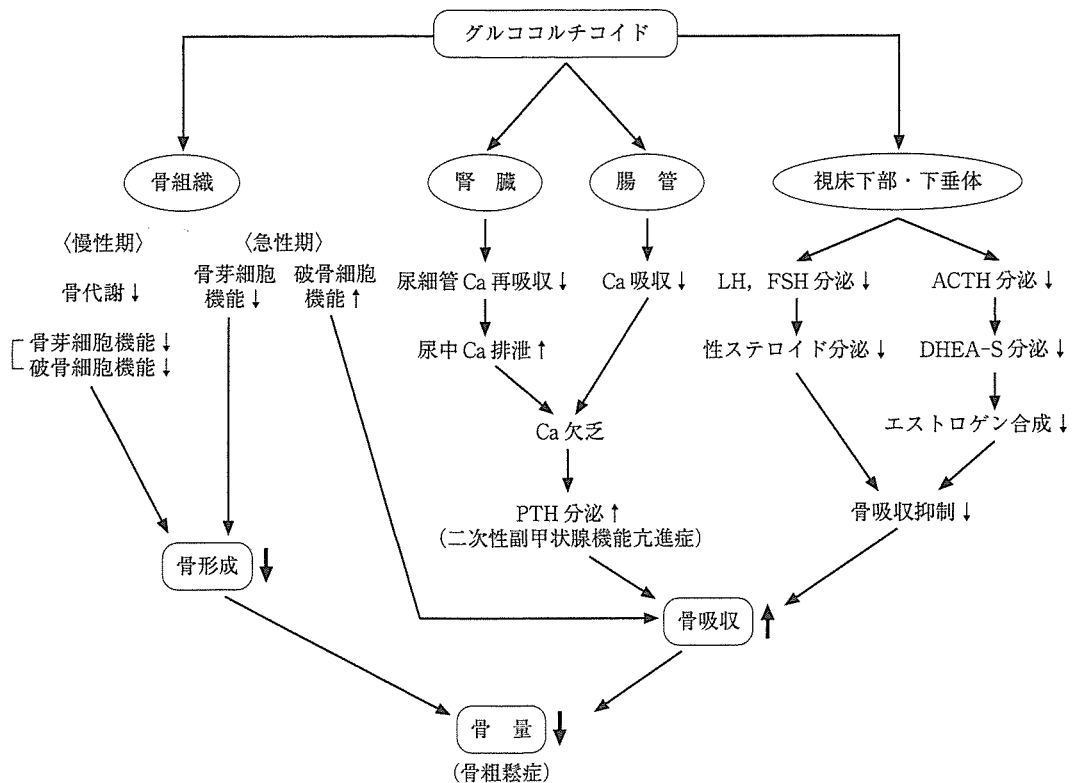 グルココルチコイド
骨組織
腎 臓
腸 管
視床下部・下垂体
〈慢性期〉
〈急性期〉
骨代謝↓
骨芽細胞機能↓
破骨細胞機能↓
骨芽細胞
機能↓
破骨細胞
機能↑
尿細管Ca再吸収↓
尿中Ca排泄↑
Ca吸収↓
Ca欠乏
PTH分泌↑
(二次性副甲状腺機能亢進症)
LH, FSH分泌↓
性ステロイド分泌↓
ACTH分泌↓
DHEA-S分泌↓
エストロゲン合成↓
骨吸収抑制↓
骨形成↓
骨吸収↑
骨 量↓
(骨粗鬆症)